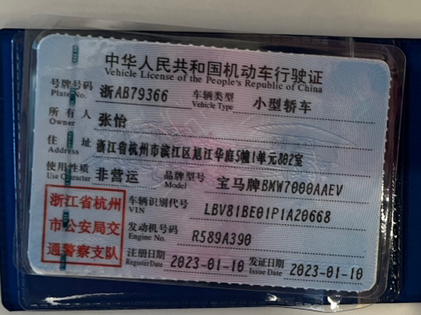 中华人民共和国机动车行驶证
Vehicle License of the People's Republic of China
号牌号码 浙AB79366 车辆类型 小型轿车
Plate No. Vehicle Type
所有人 张怡
Owner
住址 浙江省杭州市滨江区旭江华庭5幢1单元302室
Address
使用性质 非营运 品牌型号 宝马牌BMW7000AAEV
Use Character Model
浙江省杭州市公安局交通警察支队
车辆识别代号 LBV81BE01P1A20668
VIN
发动机号码 R589A390
Engine No.
注册日期 2023-01-10 发证日期 2023-01-10
Register Date Issue Date